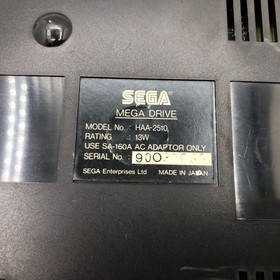 SEGA
MEGA DRIVE
MODEL No. : HAA-2510
RATING : 13W
USE SA-160A AC ADAPTOR ONLY
SERIAL No. : 900
SEGA Enterprises Ltd MADE IN JAPAN